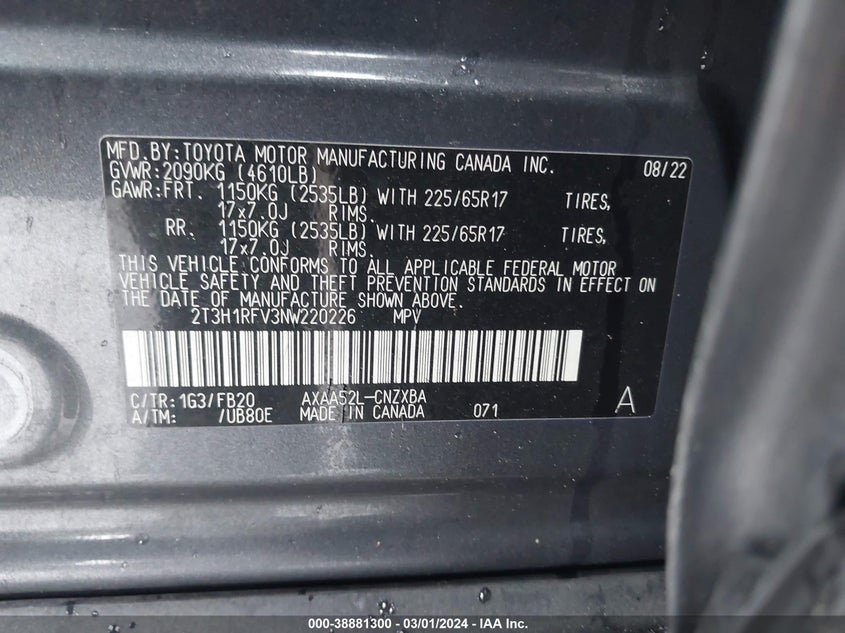 MFD.BY:TOYOTA MOTOR MANUFACTURING CANADA INC. 08/22
GVWR:2090KG (4610LB)
GAWR:FRT. 1150KG (2535LB) WITH 225/65R17 TIRES,
17x7.0J RIMS.
RR. 1150KG (2535LB) WITH 225/65R17 TIRES,
17x7.0J RIMS.
THIS VEHICLE CONFORMS TO ALL APPLICABLE FEDERAL MOTOR
VEHICLE SAFETY AND THEFT PREVENTION STANDARDS IN EFFECT ON
THE DATE OF MANUFACTURE SHOWN ABOVE.
2T3H1RFV3NW220226 MPV
C/TR:1G3/FB20 AXAA52L-CNZXBA
A/TM: /UB80E MADE IN CANADA 071 A
000-38881300 - 03/01/2024 - IAA Inc.